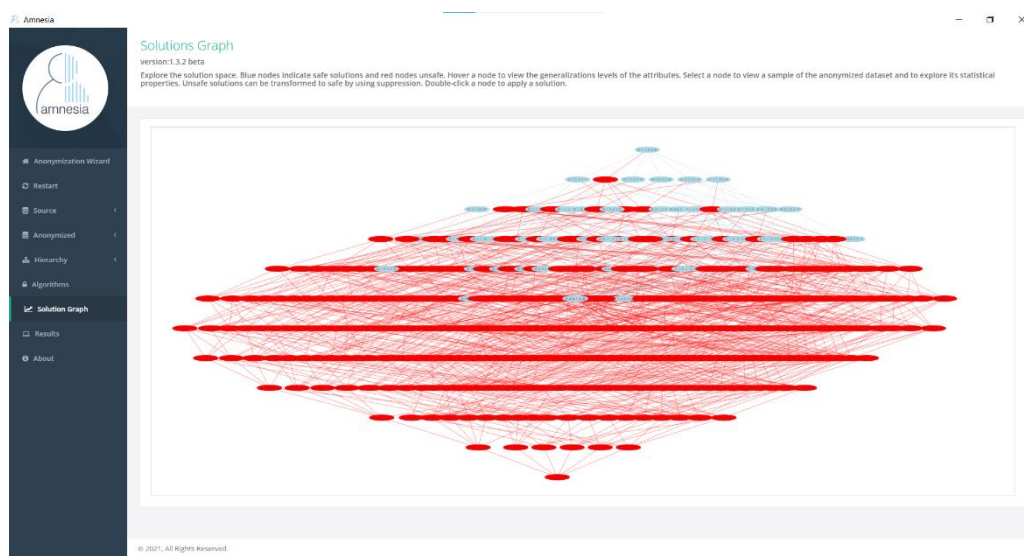 Amnesia
amnesia
Anonymization Wizard
Restart
Source
Anonymized
Hierarchy
Algorithms
Solution Graph
Results
About
Solutions Graph
version:1.3.2 beta
Explore the solution space. Blue nodes indicate safe solutions and red nodes unsafe. Hover a node to view the generalizations levels of the attributes. Select a node to view a sample of the anonymized dataset and to explore its statistical
properties. Unsafe solutions can be transformed to safe by using suppression. Double-click a node to apply a solution.
© 2021, All Rights Reserved.